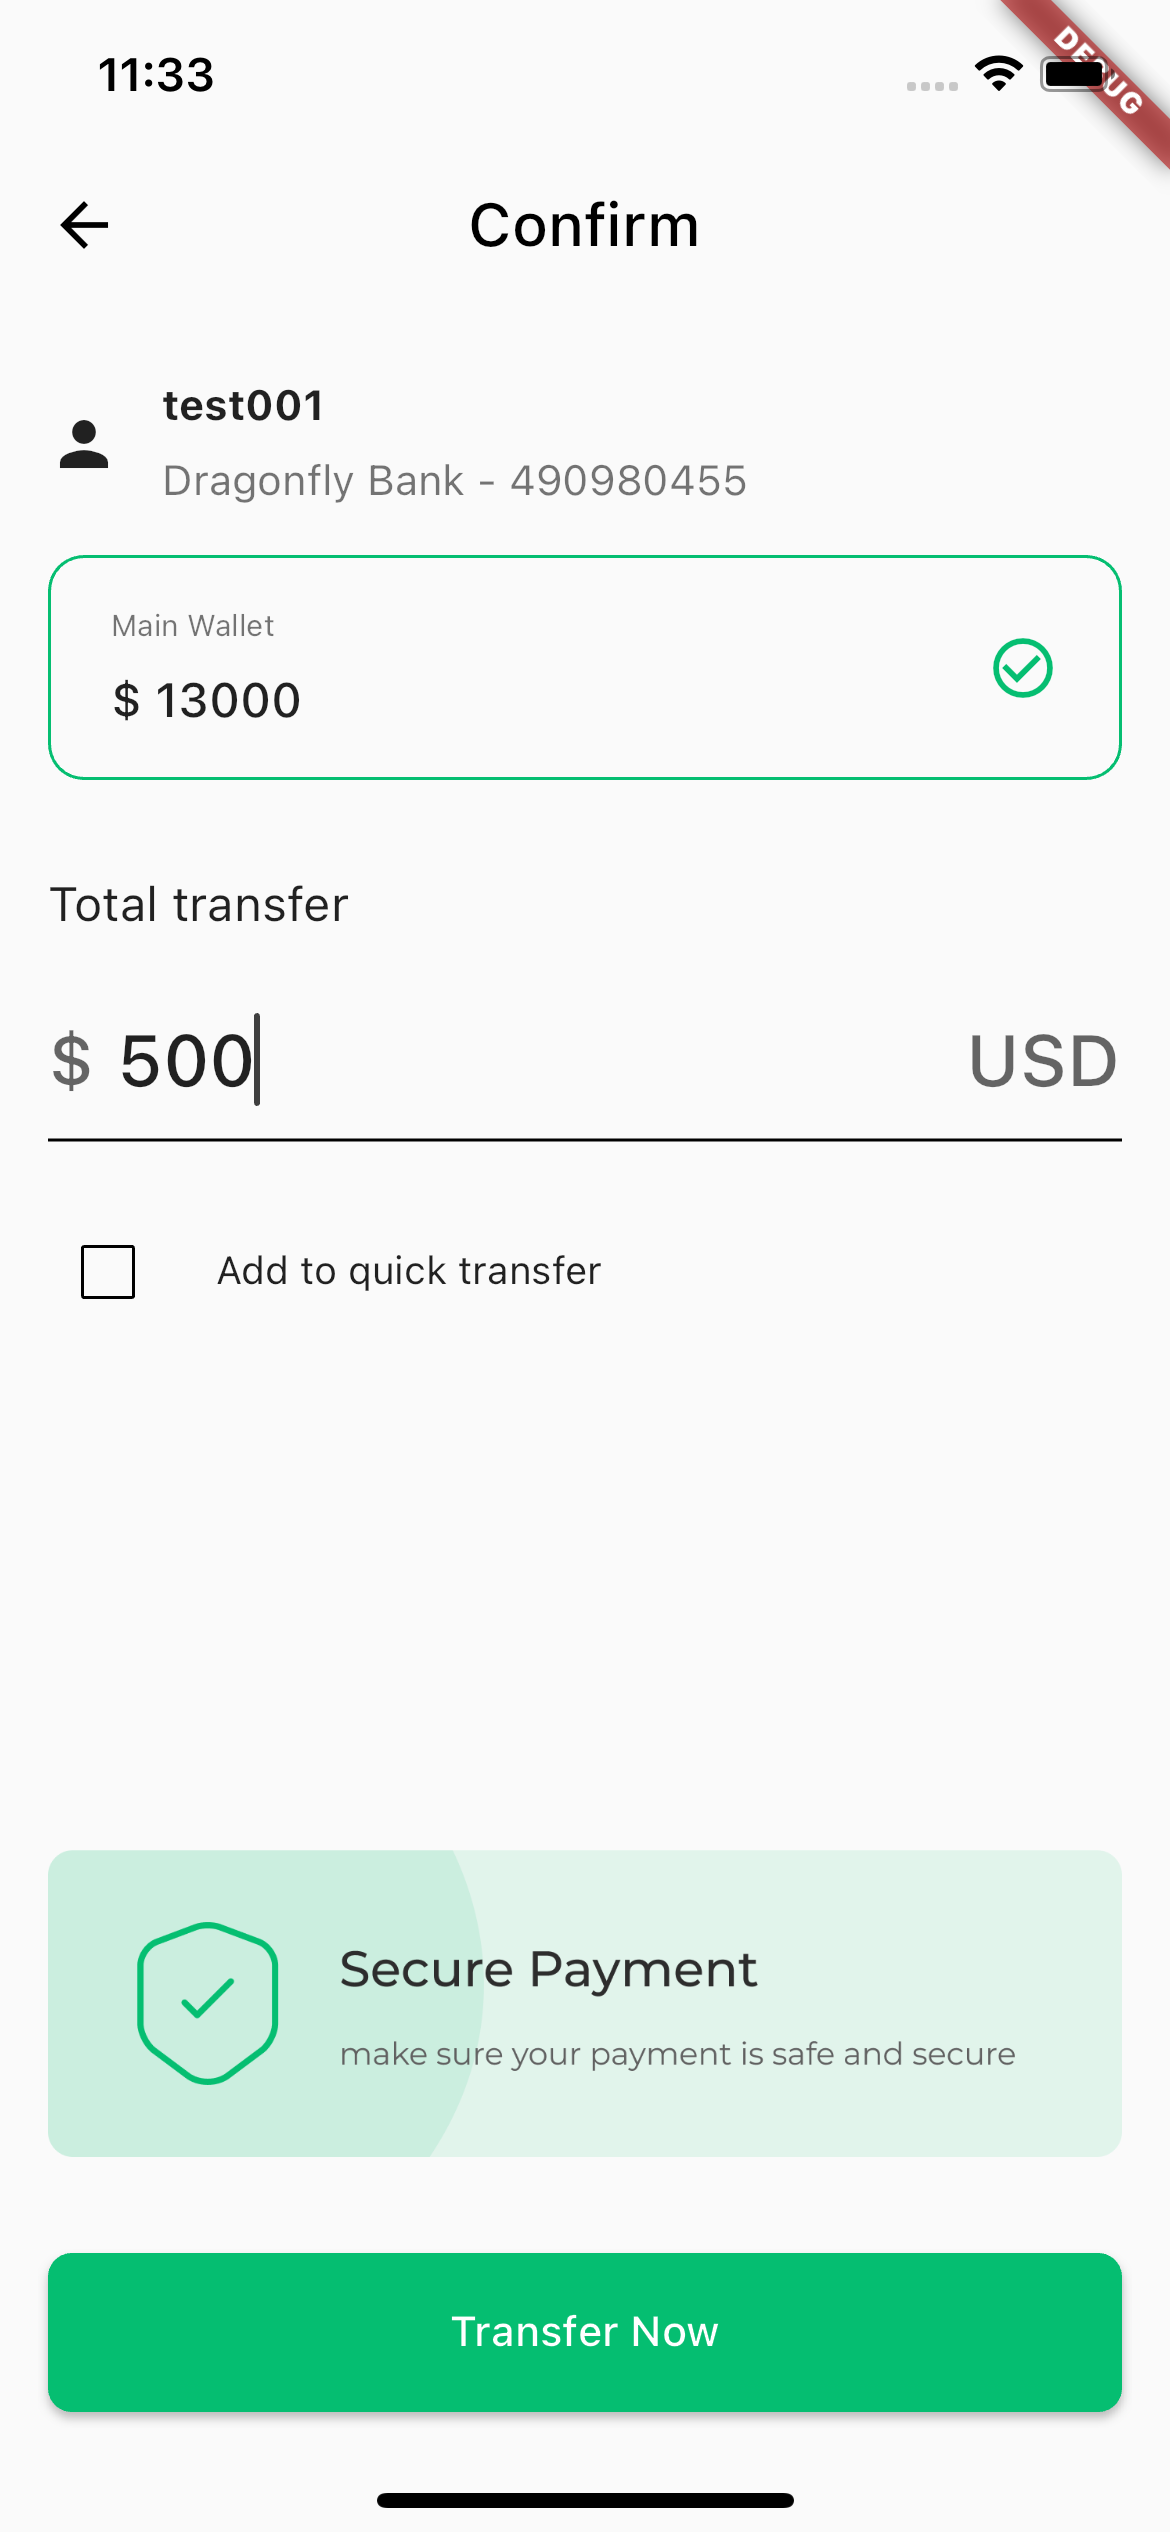 11:33
DEBUG
Confirm
test001
Dragonfly Bank - 490980455
Main Wallet
$ 13000
Total transfer
$ 500 USD
Add to quick transfer
Secure Payment
make sure your payment is safe and secure
Transfer Now